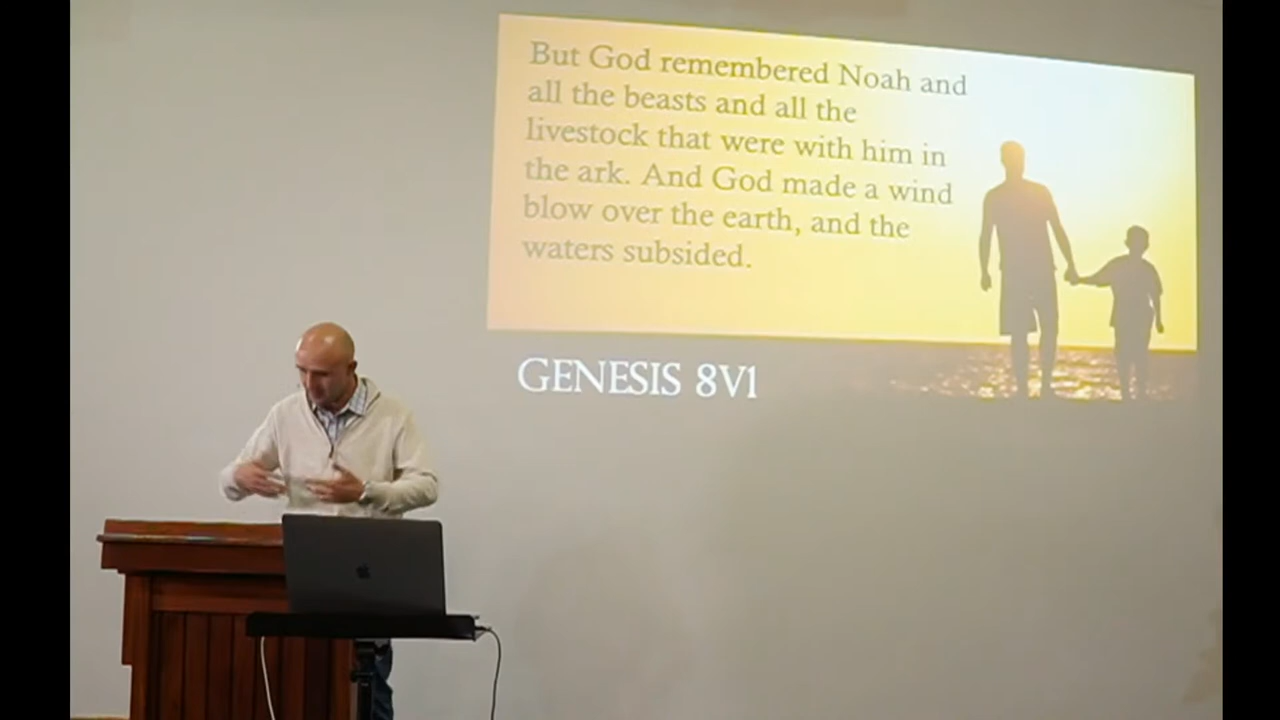 But God remembered Noah and
all the beasts and all the
livestock that were with him in
the ark. And God made a wind
blow over the earth, and the
waters subsided.
GENESIS 8V1